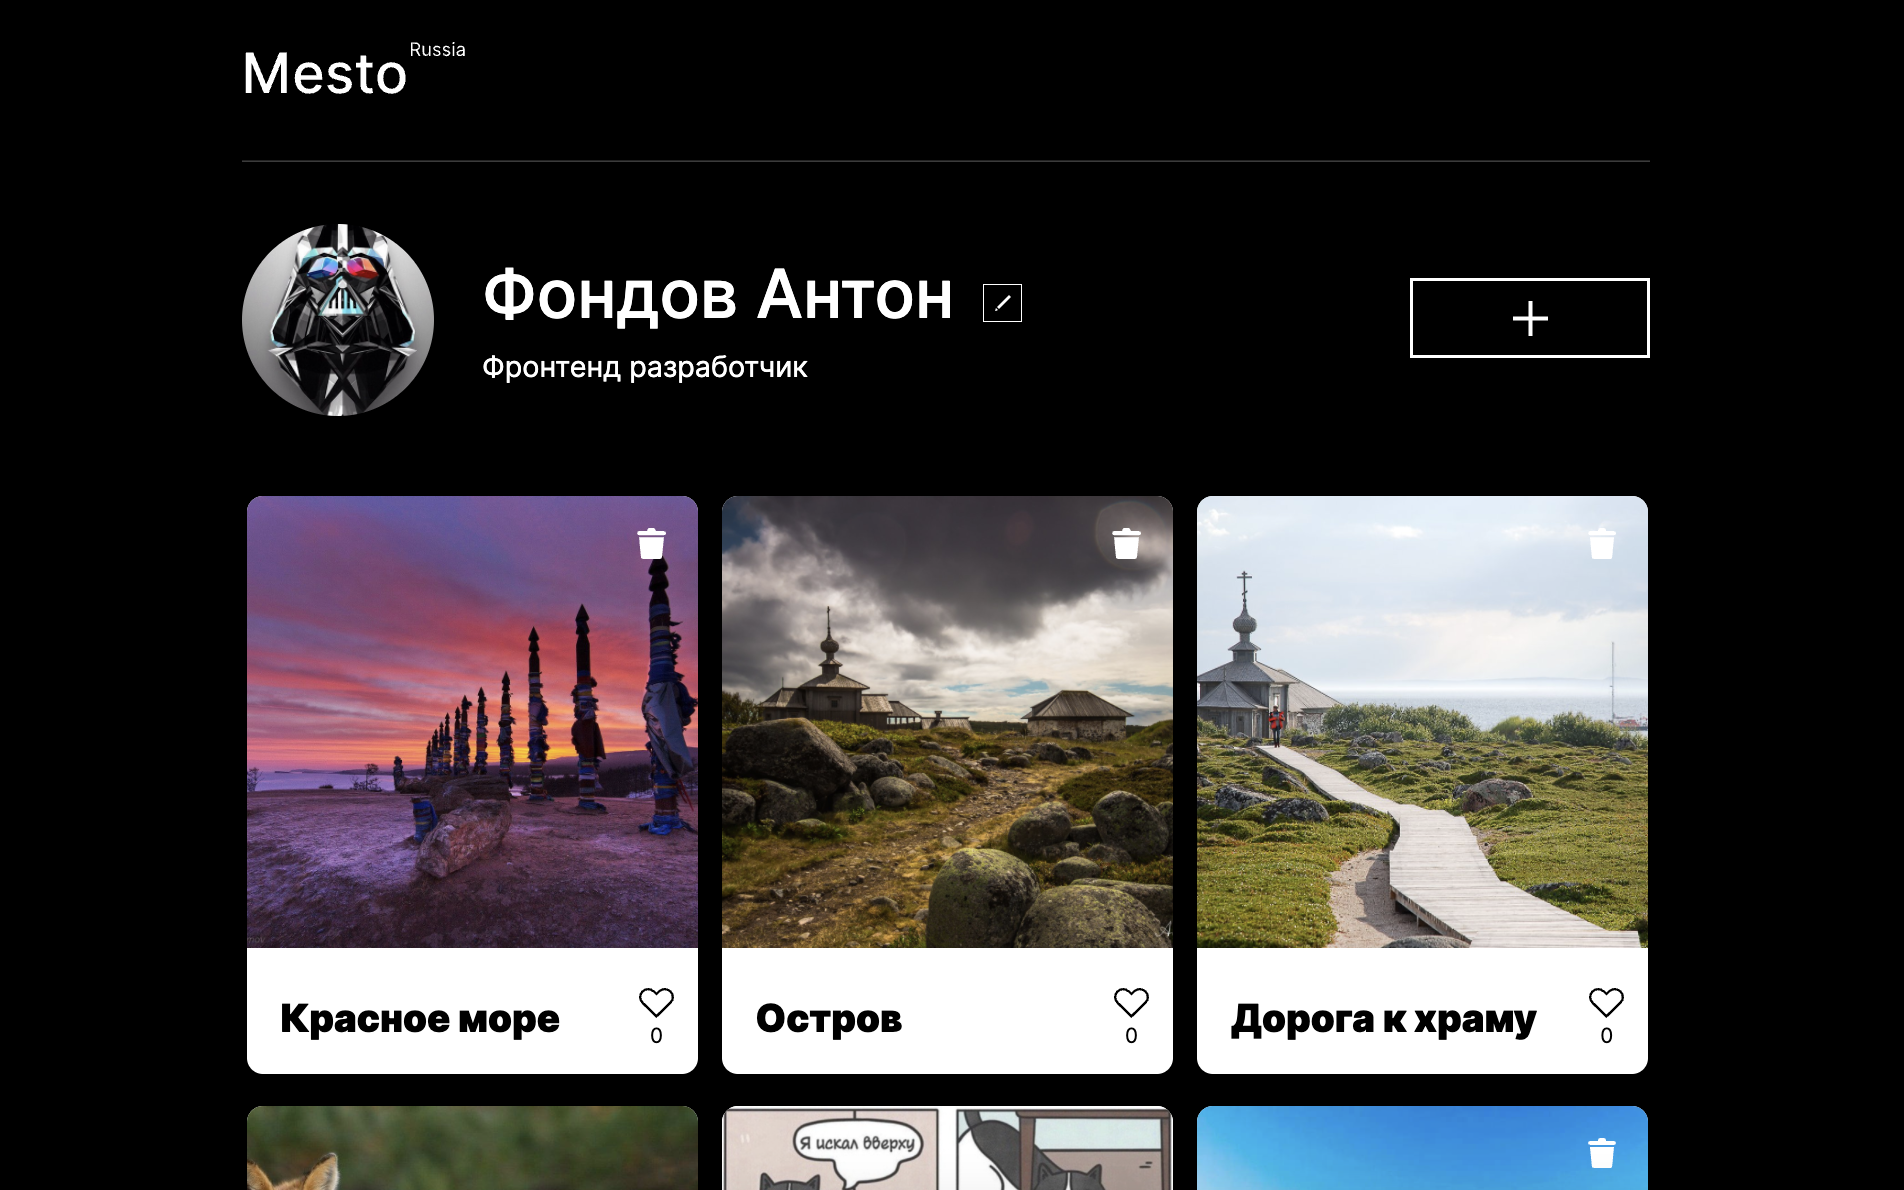 Mesto Russia
Фондов Антон
Фронтенд разработчик
Красное море
0
Остров
0
Дорога к храму
0
Я искал вверху